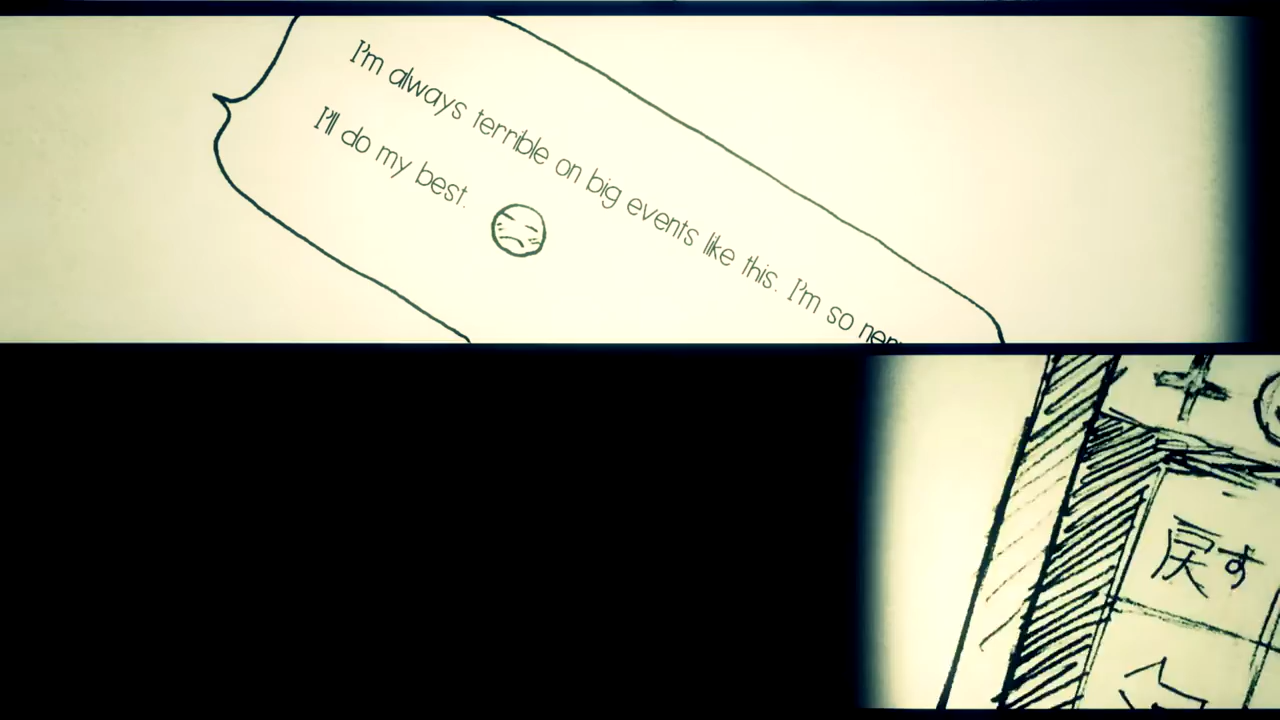 I'm always terrible on big events like this. I'm so
I'll do my best.
戻す